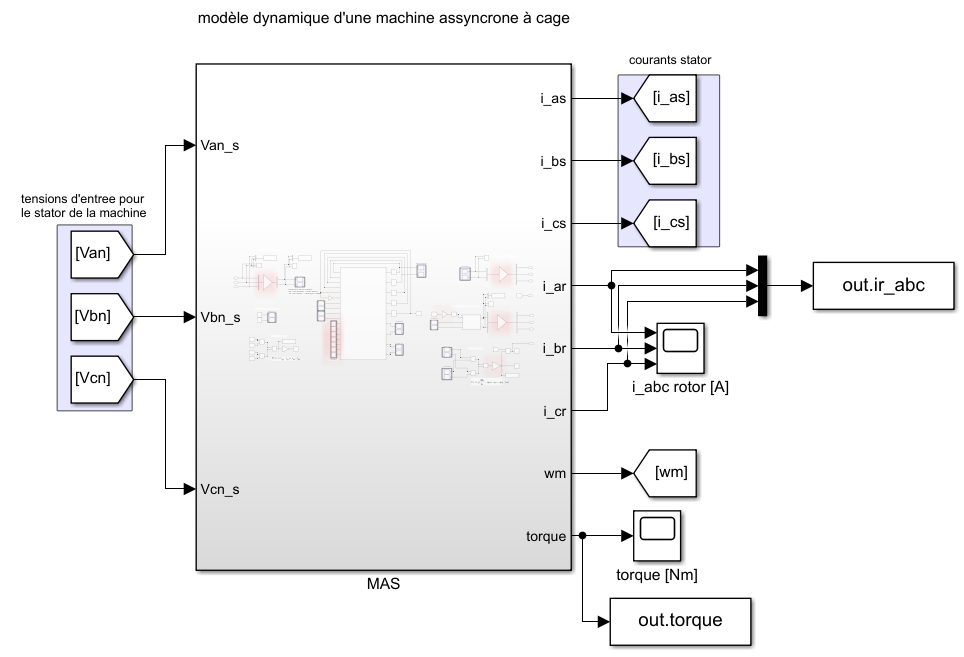 modèle dynamique d'une machine assyncrone à cage
courants stator
i_as
[i_as]
Van_s
i_bs
[i_bs]
tensions d'entree pour
le stator de la machine
i_cs
[i_cs]
[Van]
i_ar
out.ir_abc
[Vbn]
Vbn_s
i_br
[Vcn]
i_abc rotor [A]
i_cr
wm
[wm]
Vcn_s
torque
torque [Nm]
MAS
out.torque